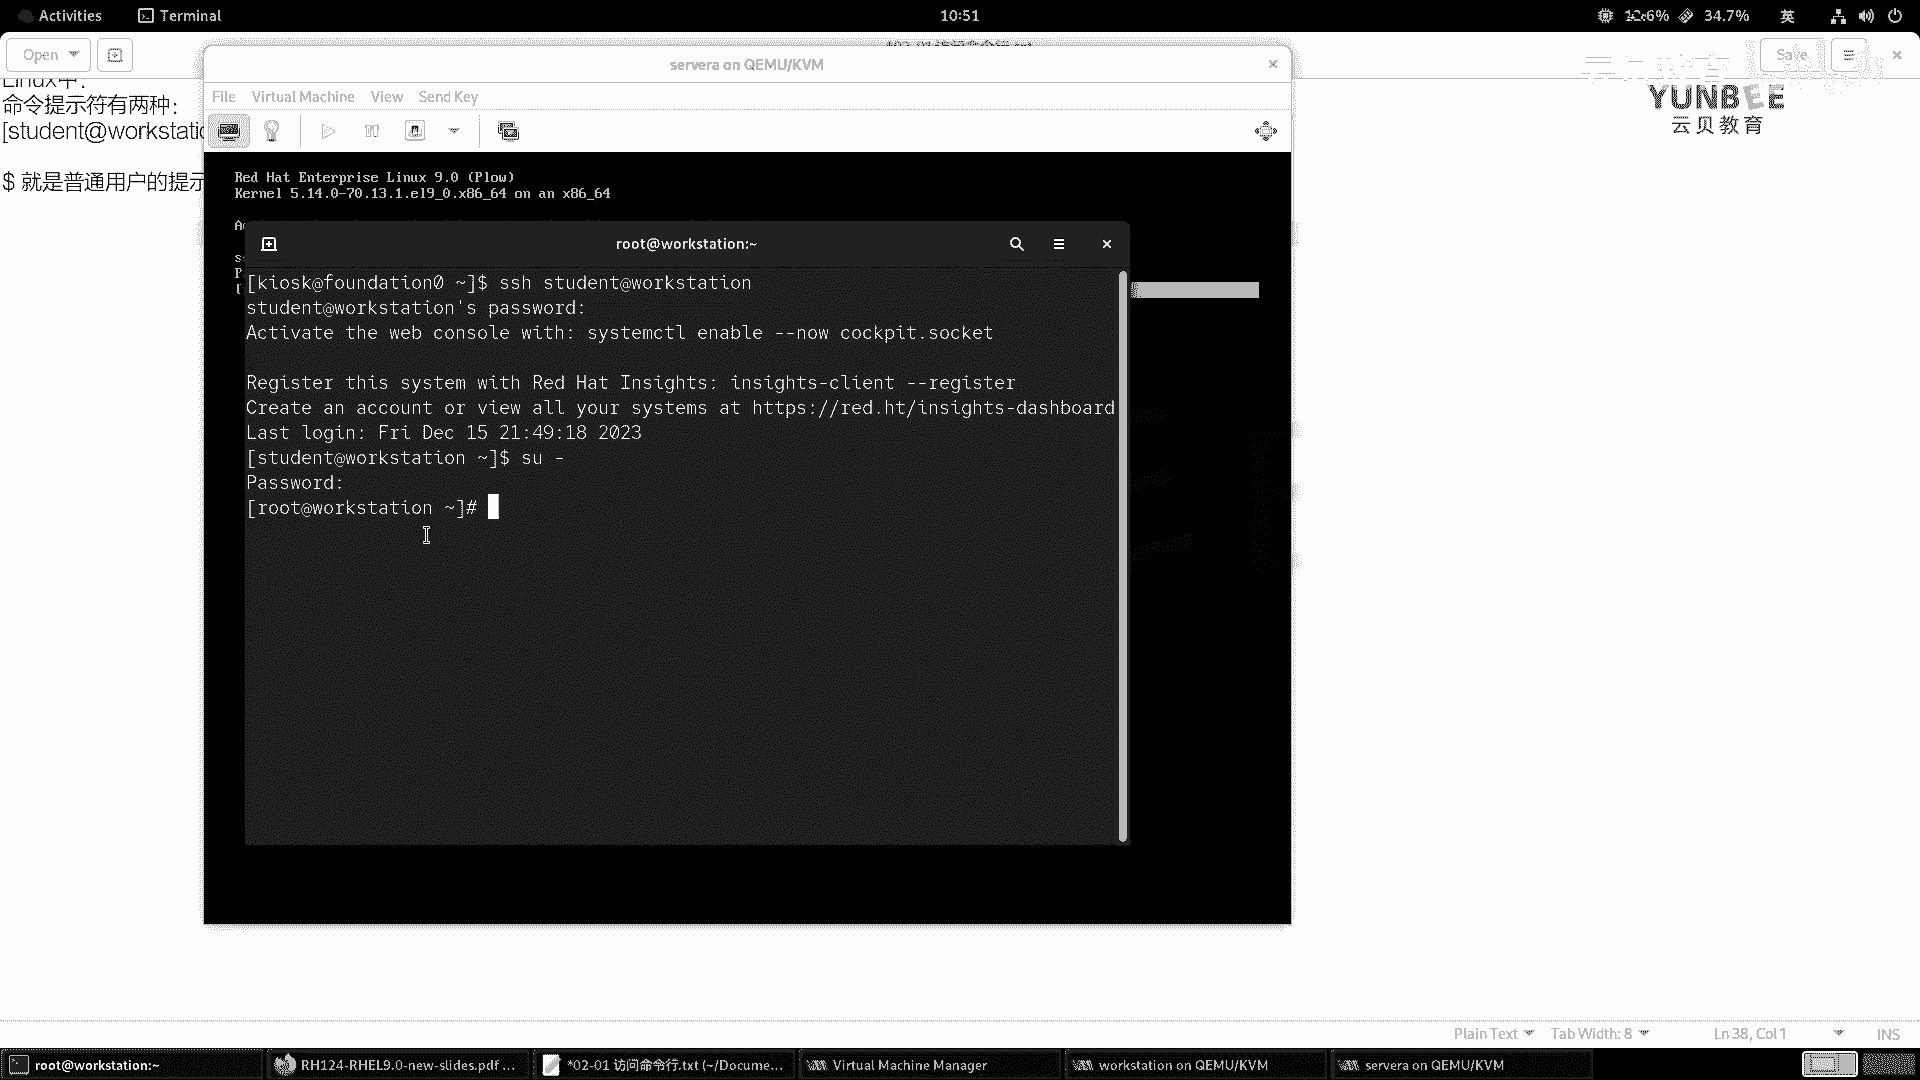 Activities
Terminal
10:51
34.7%
英
Open
Save
servera on QEMU/KVM
Linux中：
命令提示符有两种：
[student@workstatio
$ 就是普通用户的提示
YUNBEE
云贝教育
File Virtual Machine View Send Key
Red Hat Enterprise Linux 9.0 (Plow)
Kernel 5.14.0-70.13.1.el9_0.x86_64 on an x86_64
root@workstation:~
[kiosk@foundation0 ~]$ ssh student@workstation
student@workstation's password:
Activate the web console with: systemctl enable --now cockpit.socket
Register this system with Red Hat Insights: insights-client --register
Create an account or view all your systems at https://red.ht/insights-dashboard
Last login: Fri Dec 15 21:49:18 2023
[student@workstation ~]$ su -
Password:
[root@workstation ~]#
Plain Text
Tab Width: 8
Ln 38, Col 1
INS
root@workstation:~
RH124-RHEL9.0-new-slides.pdf ...
*02-01 访问命令行.txt (~/Docume...
Virtual Machine Manager
workstation on QEMU/KVM
servera on QEMU/KVM